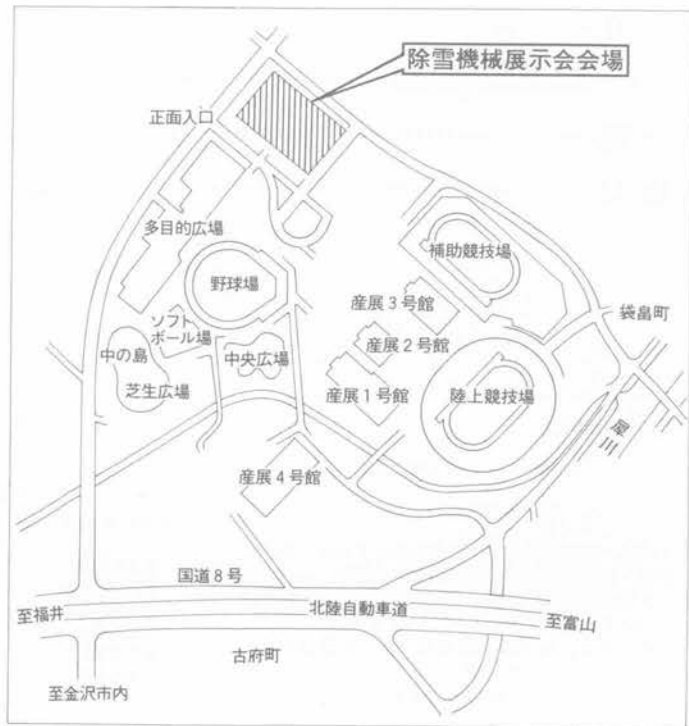 除雪機械展示会会場
正面入口
多目的広場
補助競技場
野球場
産展3号館
袋畠町
ソフト
ボール場
産展2号館
中の島
中央広場
芝生広場
産展1号館
陸上競技場
犀川
産展4号館
国道8号
至福井
北陸自動車道
至富山
古府町
至金沢市内